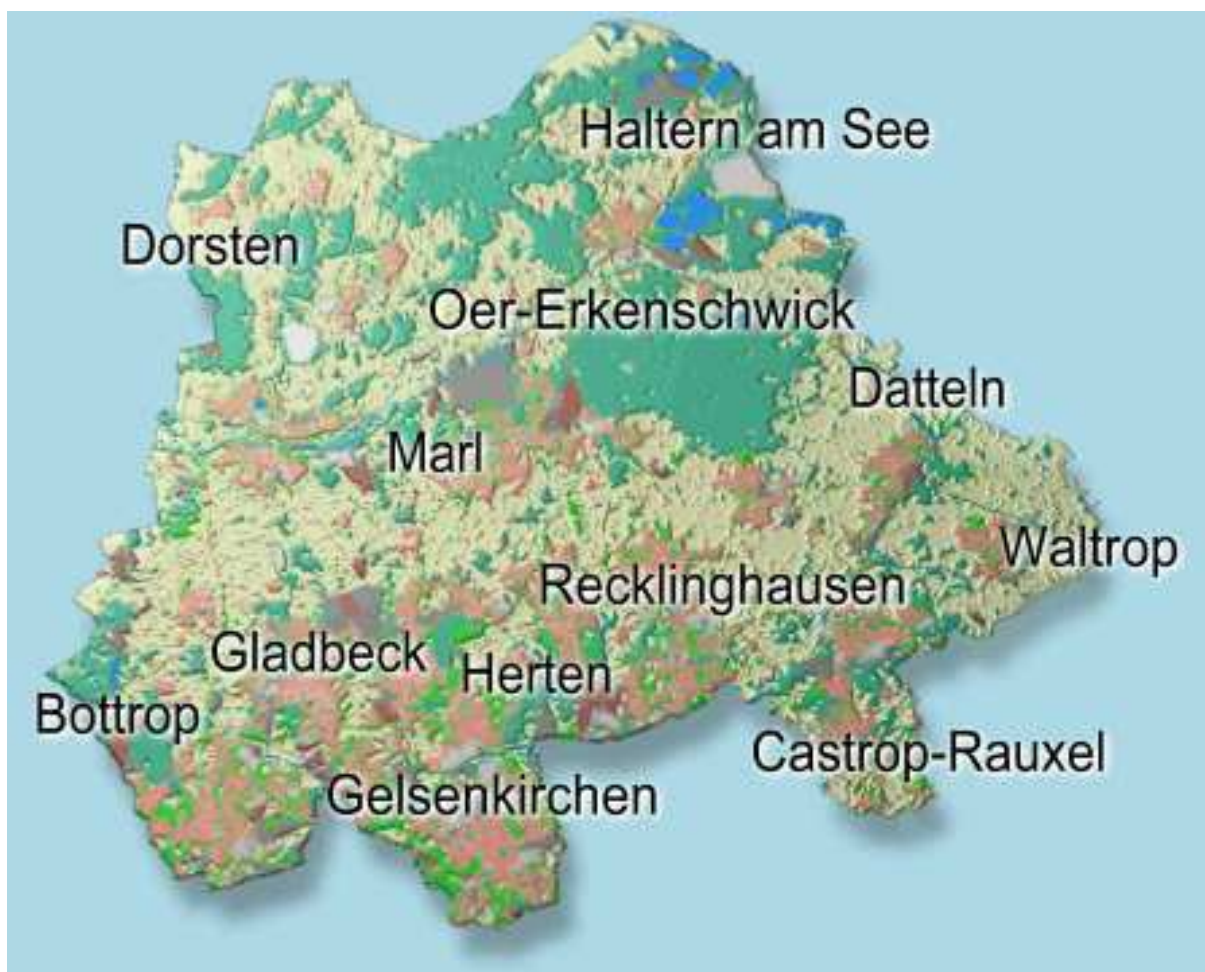 Haltern am See
Dorsten
Oer-Erkenschwick
Datteln
Marl
Waltrop
Recklinghausen
Gladbeck
Herten
Bottrop
Castrop-Rauxel
Gelsenkirchen